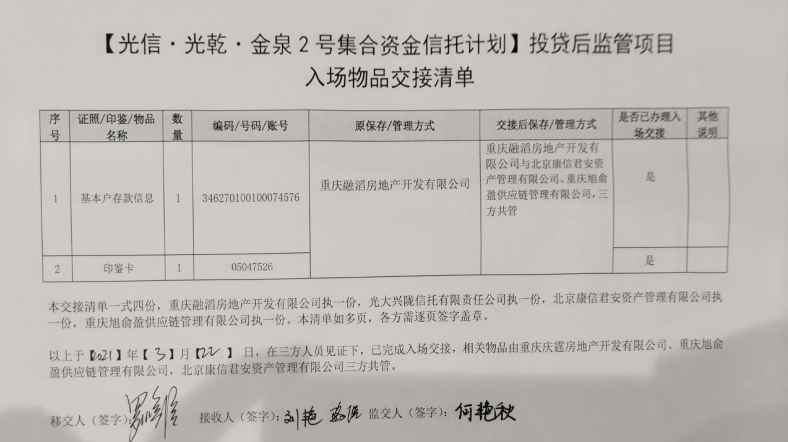 【光信·光乾·金泉2号集合资金信托计划】投贷后监管项目
入场物品交接清单
序号 证照/印鉴/物品名称 数量 编码/号码/账号 原保存/管理方式 交接后保存/管理方式 是否已办理入场交接 其他说明
1 基本户存款信息 1 346270100100074576 重庆融滔房地产开发有限公司 重庆融滔房地产开发有限公司与北京康信君安资产管理有限公司、重庆旭俞盈供应链管理有限公司,三方共管 是
2 印鉴卡 1 05047526 是
本交接清单一式四份,重庆融滔房地产开发有限公司执一份,光大兴陇信托有限责任公司执一份,北京康信君安资产管理有限公司执
一份,重庆旭俞盈供应链管理有限公司执一份。本清单如多页,各方需逐页签字盖章。
以上于【2021】年【3】月【22】日,在三方人员见证下,已完成入场交接,相关物品由重庆庆霆房地产开发有限公司、重庆旭俞
盈供应链管理有限公司,北京康信君安资产管理有限公司三方共管。
移交人(签字): 接收人(签字):刘艳 监交人(签字):何艳秋